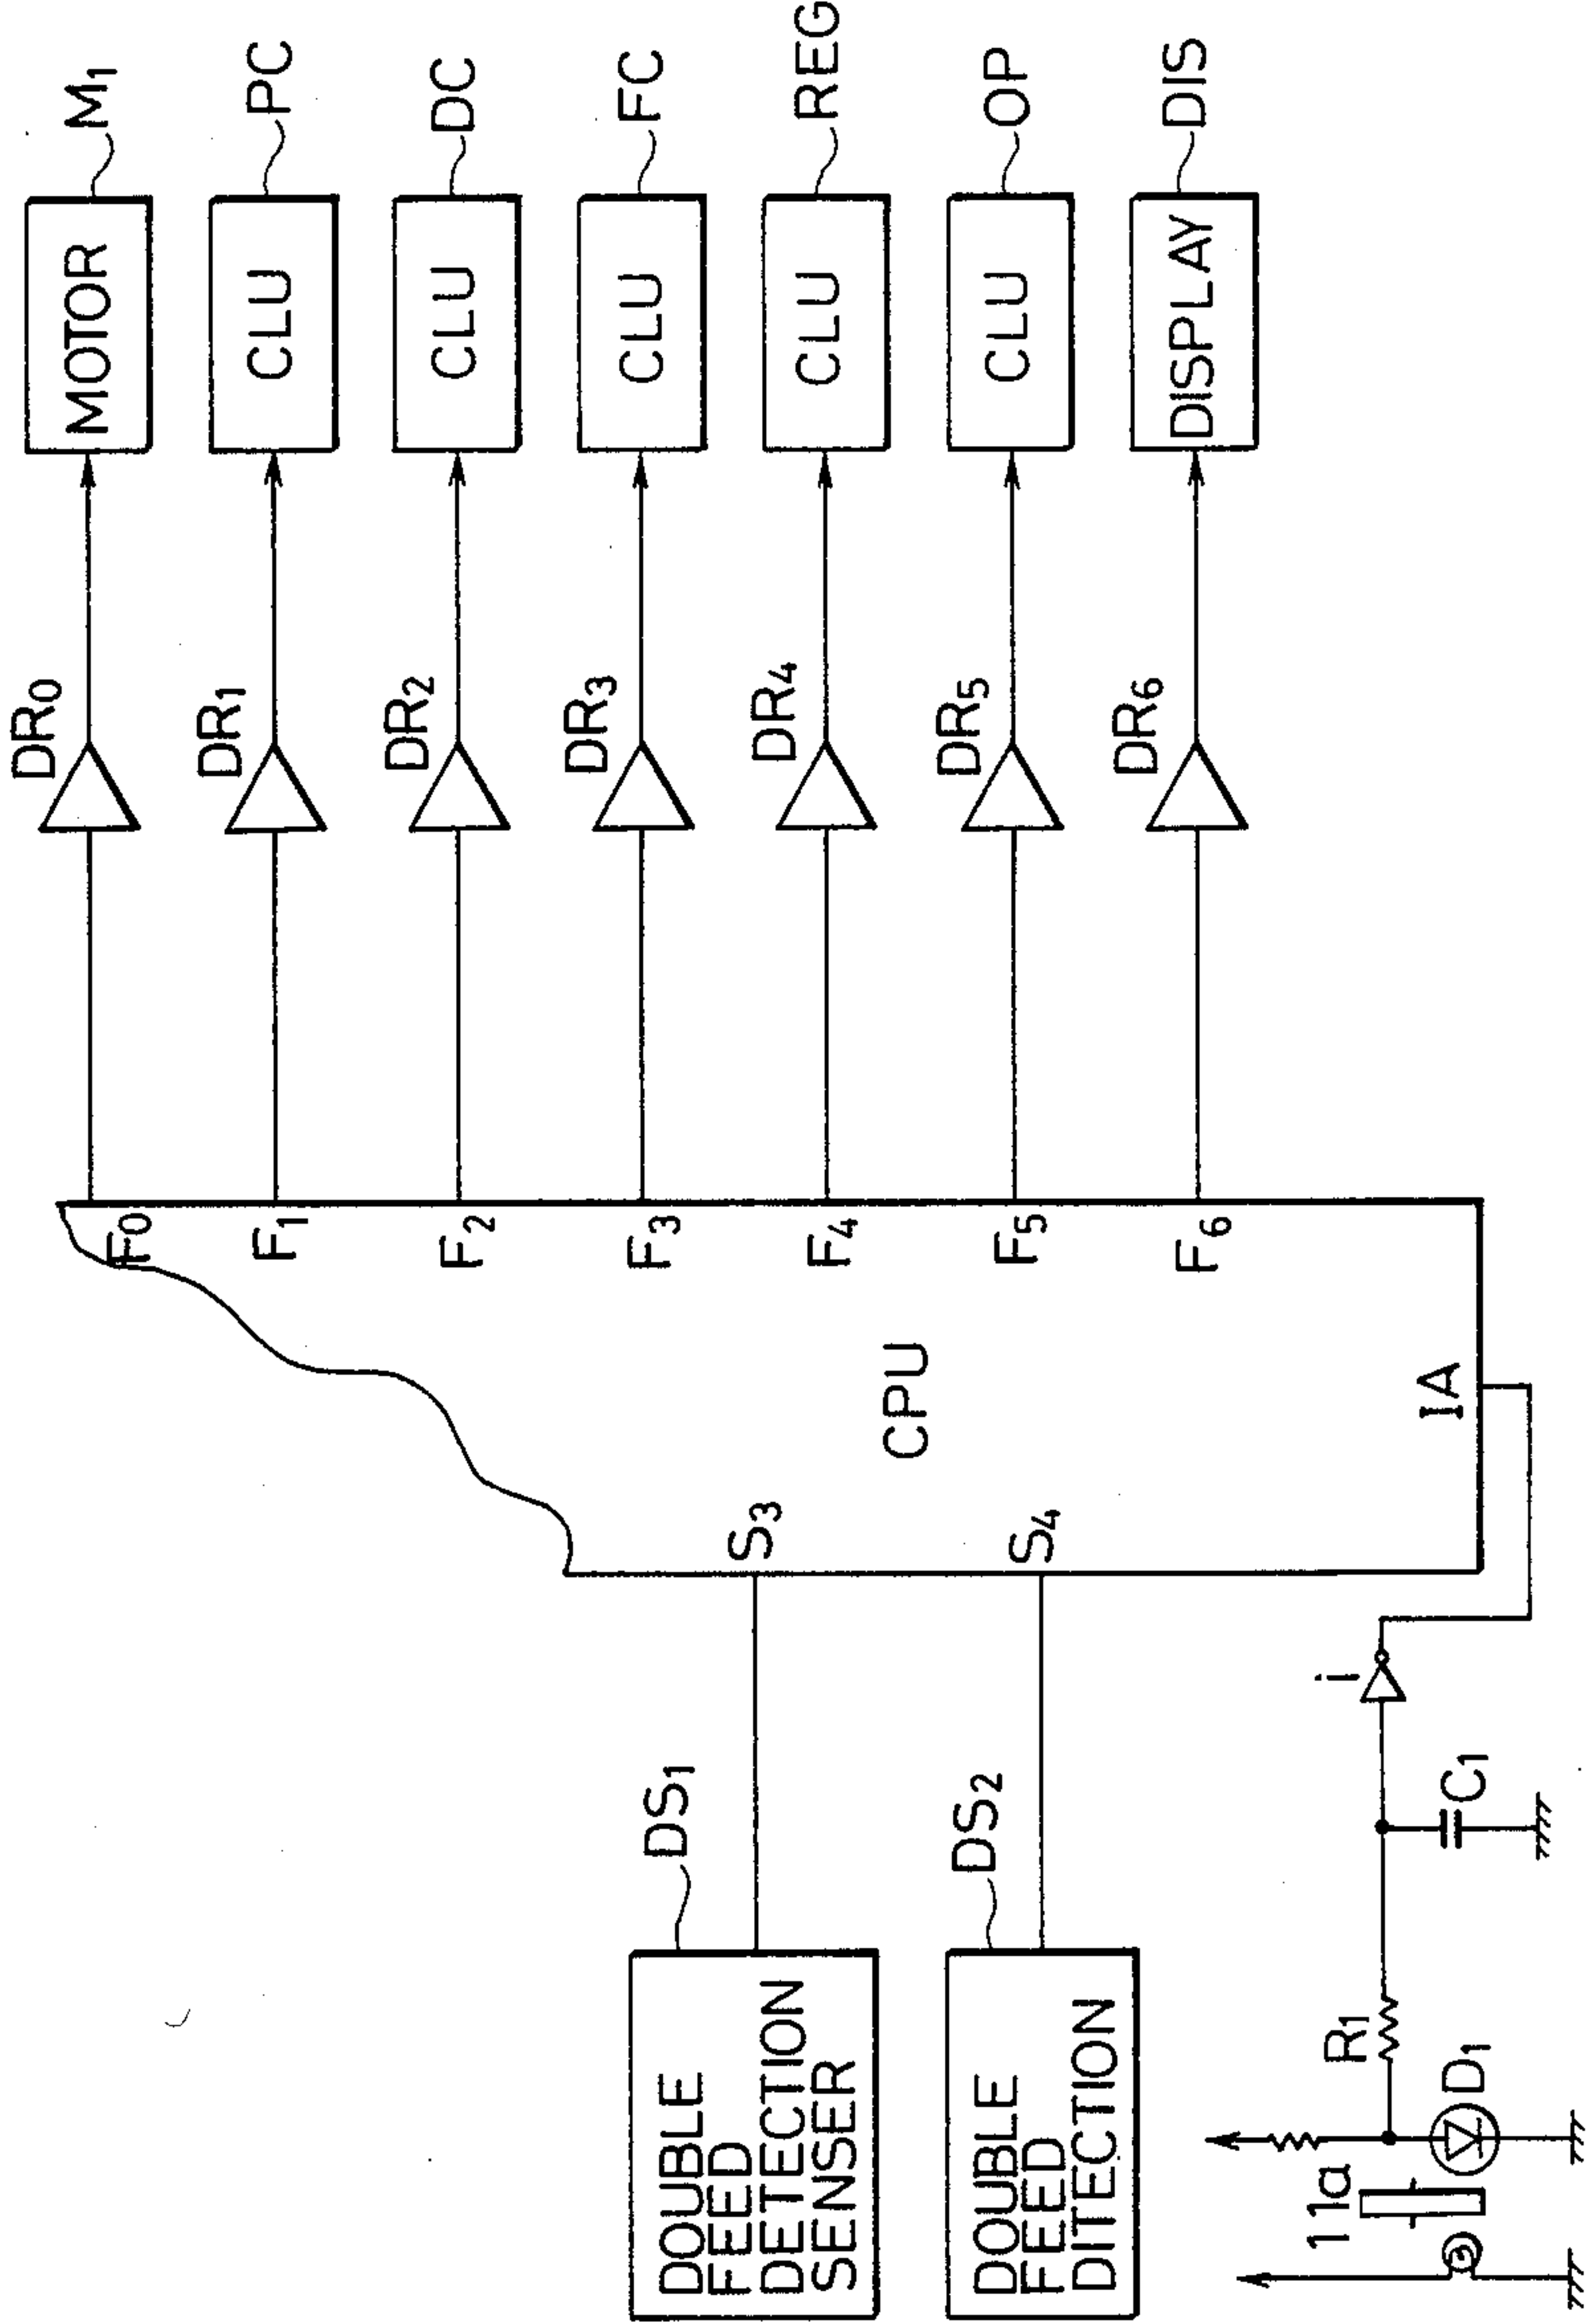 DR0
MOTOR
M1
DR1
CLU
PC
DR2
CLU
DC
DR3
CLU
FC
DR4
CLU
REG
DR5
CLU
OP
DR6
DISPLAY
DIS
F0
F1
F2
F3
F4
F5
F6
CPU
S3
S4
IA
DOUBLE
FEED
DETECTION
SENSER
DS1
DOUBLE
FEED
DITECTION
DS2
11a
D1
R1
C1
i